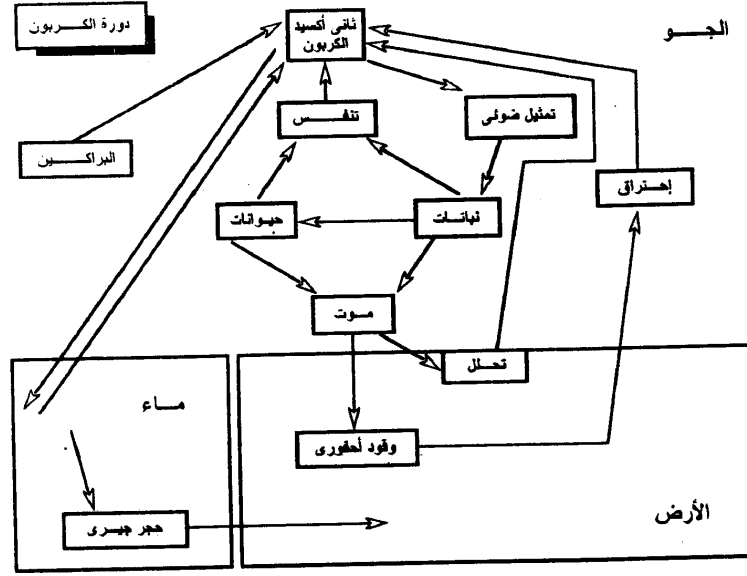 دورة الكربون
ثانى أكسيد
الكربون
الجو
تنفس
تمثيل ضوئى
البراكين
إحتراق
حيوانات
نباتات
موت
تحلل
ماء
وقود أحفورى
حجر جيرى
الأرض